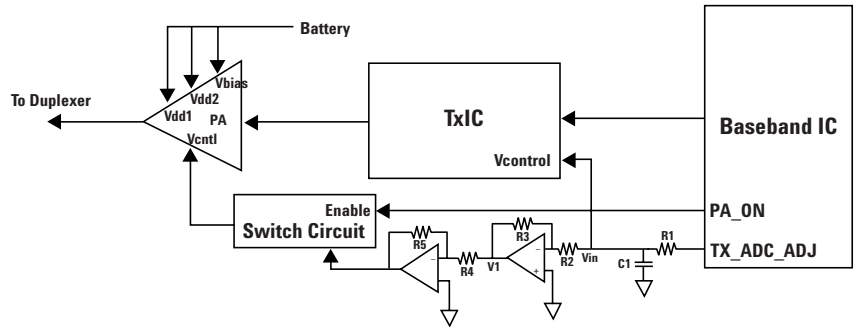 Battery
To Duplexer
Vbias
Vdd2
Vdd1
PA
Vcntl
TxIC
Vcontrol
Baseband IC
Enable
Switch Circuit
PA_ON
TX_ADC_ADJ
R5
R4
V1
R3
R2
Vin
C1
R1
-
-
+